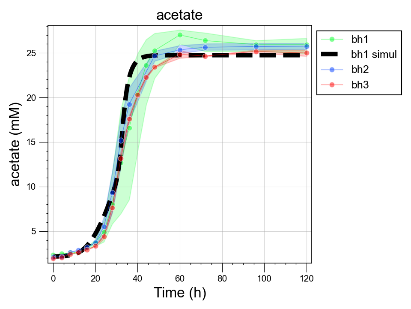 acetate
25
20
15
10
5
acetate (mM)
0
20
40
60
80
100
120
Time (h)
bh1
bh1 simul
bh2
bh3